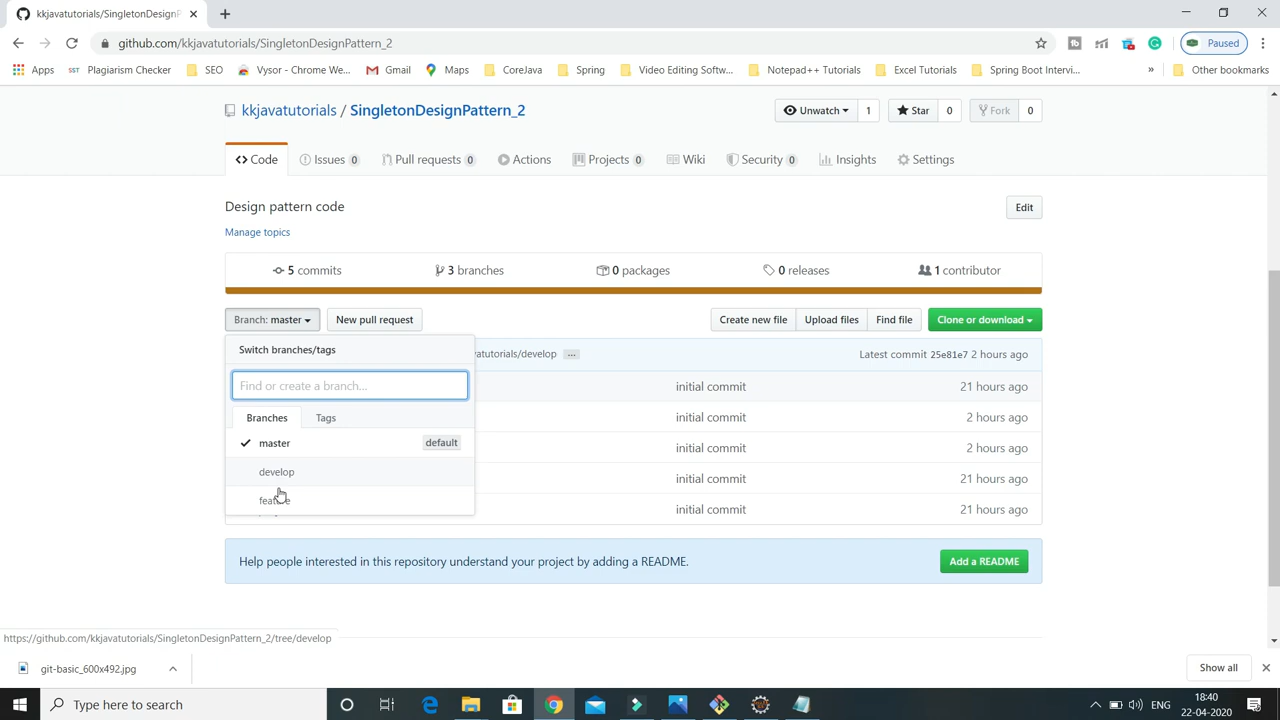 kkjavatutorials/SingletonDesignP
github.com/kkjavatutorials/SingletonDesignPattern_2
Paused
Apps
SST Plagiarism Checker
SEO
Vysor - Chrome We...
Gmail
Maps
CoreJava
Spring
Video Editing Softw...
Notepad++ Tutorials
Excel Tutorials
Spring Boot Intervi...
»
Other bookmarks
kkjavatutorials / SingletonDesignPattern_2
Unwatch 1
Star 0
Fork 0
Code
Issues 0
Pull requests 0
Actions
Projects 0
Wiki
Security 0
Insights
Settings
Design pattern code
Edit
Manage topics
5 commits
3 branches
0 packages
0 releases
1 contributor
Branch: master
New pull request
Create new file
Upload files
Find file
Clone or download
Switch branches/tags
avatutorials/develop ...
Latest commit 25e81e7 2 hours ago
Find or create a branch...
initial commit
21 hours ago
Branches
Tags
initial commit
2 hours ago
master
default
initial commit
2 hours ago
develop
initial commit
21 hours ago
feature
initial commit
21 hours ago
Help people interested in this repository understand your project by adding a README.
Add a README
https://github.com/kkjavatutorials/SingletonDesignPattern_2/tree/develop
git-basic_600x492.jpg
Show all
Type here to search
ENG
18:40
22-04-2020